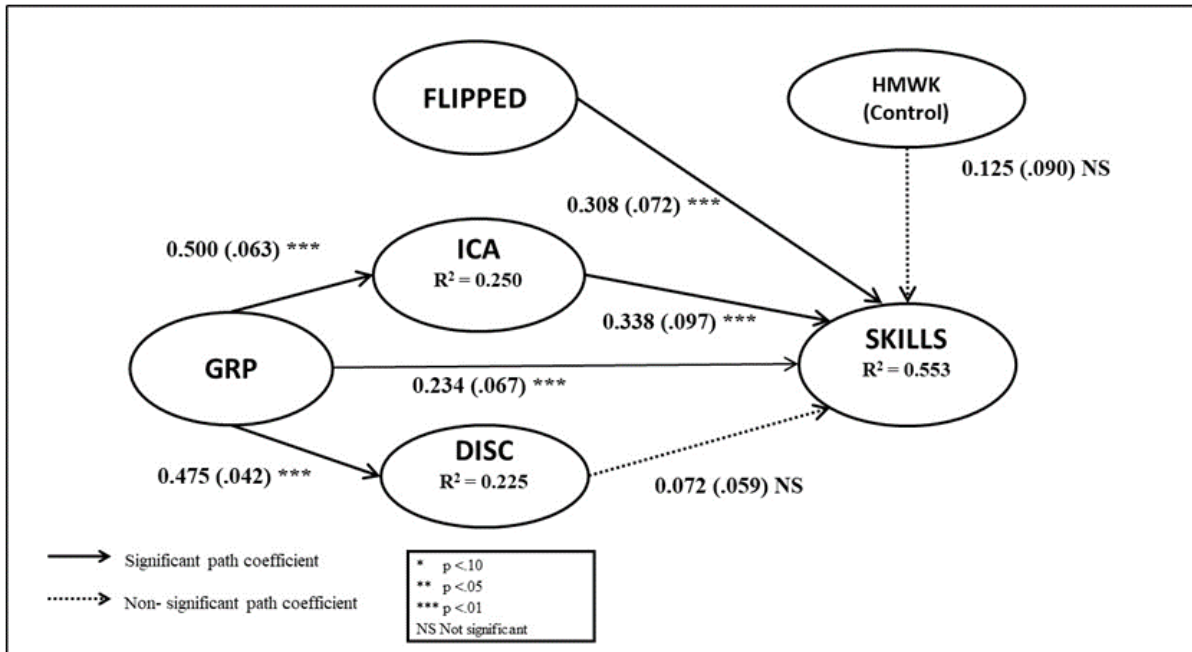 FLIPPED
HMWK
(Control)
0.125 (.090) NS
0.308 (.072) ***
0.500 (.063) ***
ICA
R² = 0.250
0.338 (.097) ***
SKILLS
R² = 0.553
GRP
0.234 (.067) ***
DISC
R² = 0.225
0.475 (.042) ***
0.072 (.059) NS
Significant path coefficient
Non- significant path coefficient
* p <.10
** p <.05
*** p <.01
NS Not significant